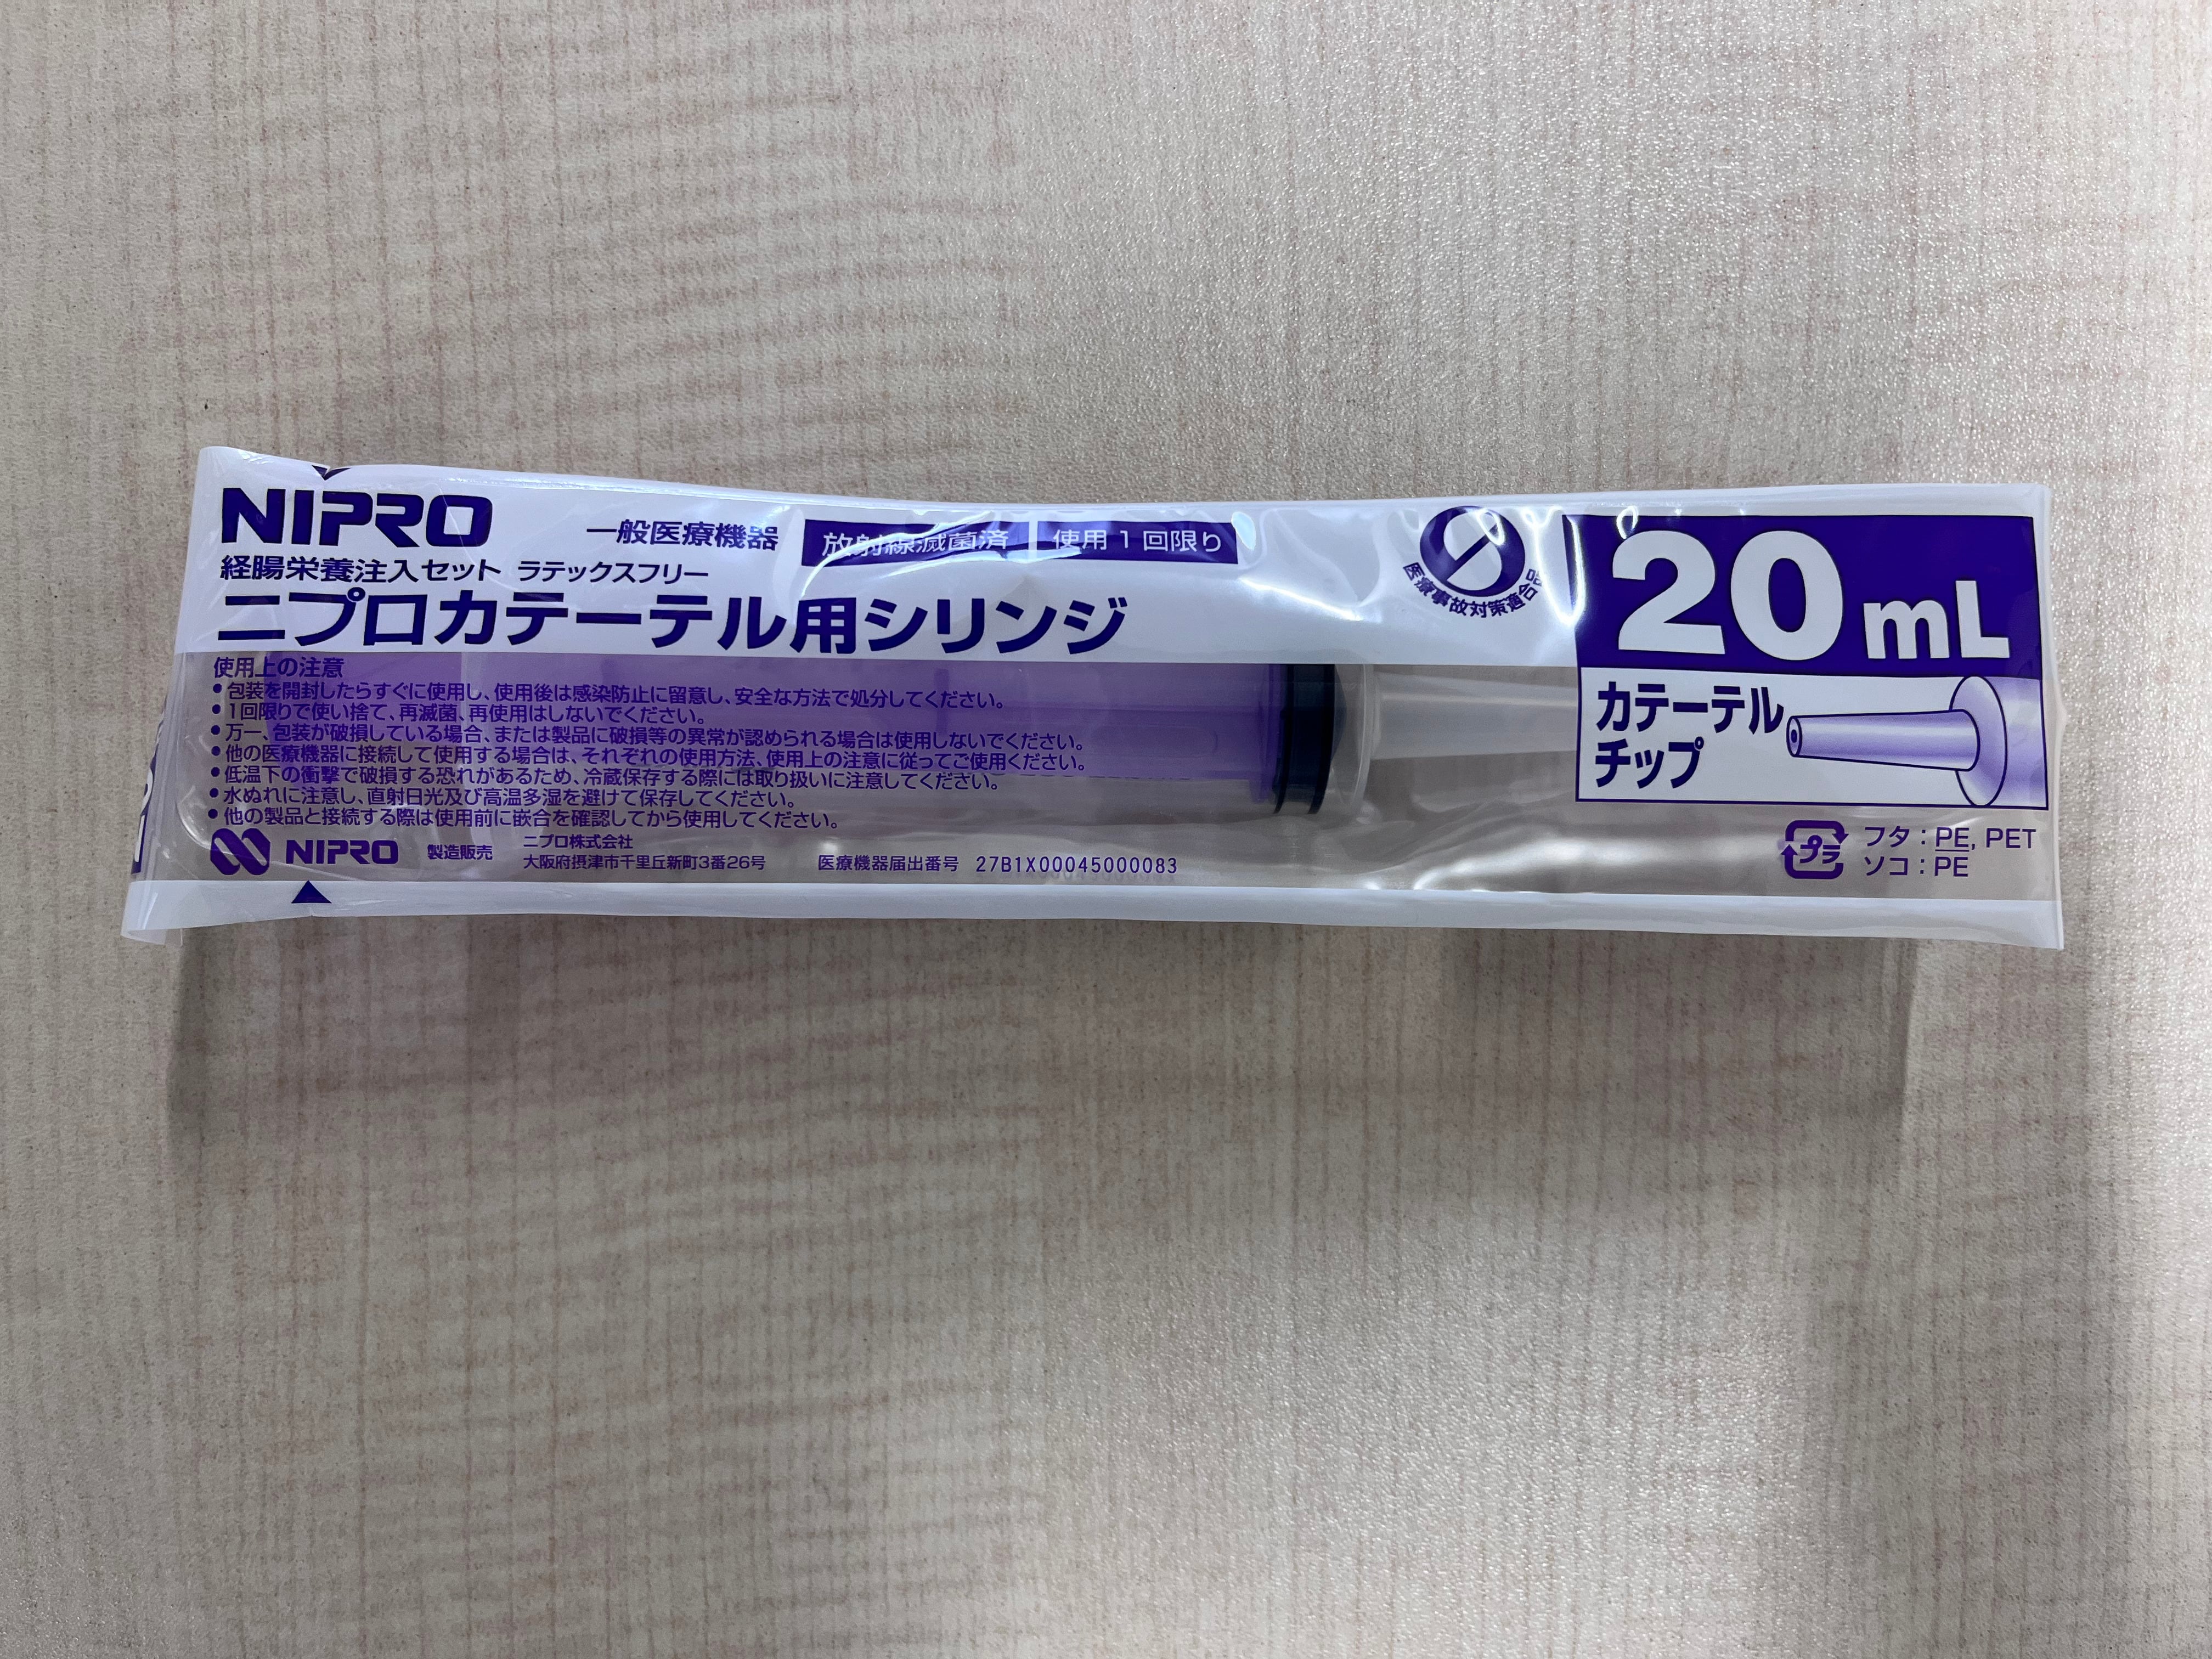 NIPRO
一般医療機器 放射線滅菌済 使用1回限り
経腸栄養注入セット ラテックスフリー
ニプロカテーテル用シリンジ
医療事故対策適合品
20mL
カテーテル
チップ
使用上の注意
•包装を開封したらすぐに使用し、使用後は感染防止に留意し、安全な方法で処分してください。
•1回限りで使い捨て、再滅菌、再使用はしないでください。
•万一、包装が破損している場合、または製品に破損等の異常が認められる場合は使用しないでください。
•他の医療機器に接続して使用する場合は、それぞれの使用方法、使用上の注意に従ってご使用ください。
•低温下の衝撃で破損する恐れがあるため、冷蔵保存する際には取り扱いに注意してください。
•水ぬれに注意し、直射日光及び高温多湿を避けて保存してください。
•他の製品と接続する際は使用前に嵌合を確認してから使用してください。
NIPRO 製造販売 ニプロ株式会社
大阪府摂津市千里丘新町3番26号 医療機器届出番号 27B1X00045000083
プラ
フタ:PE, PET
ソコ:PE